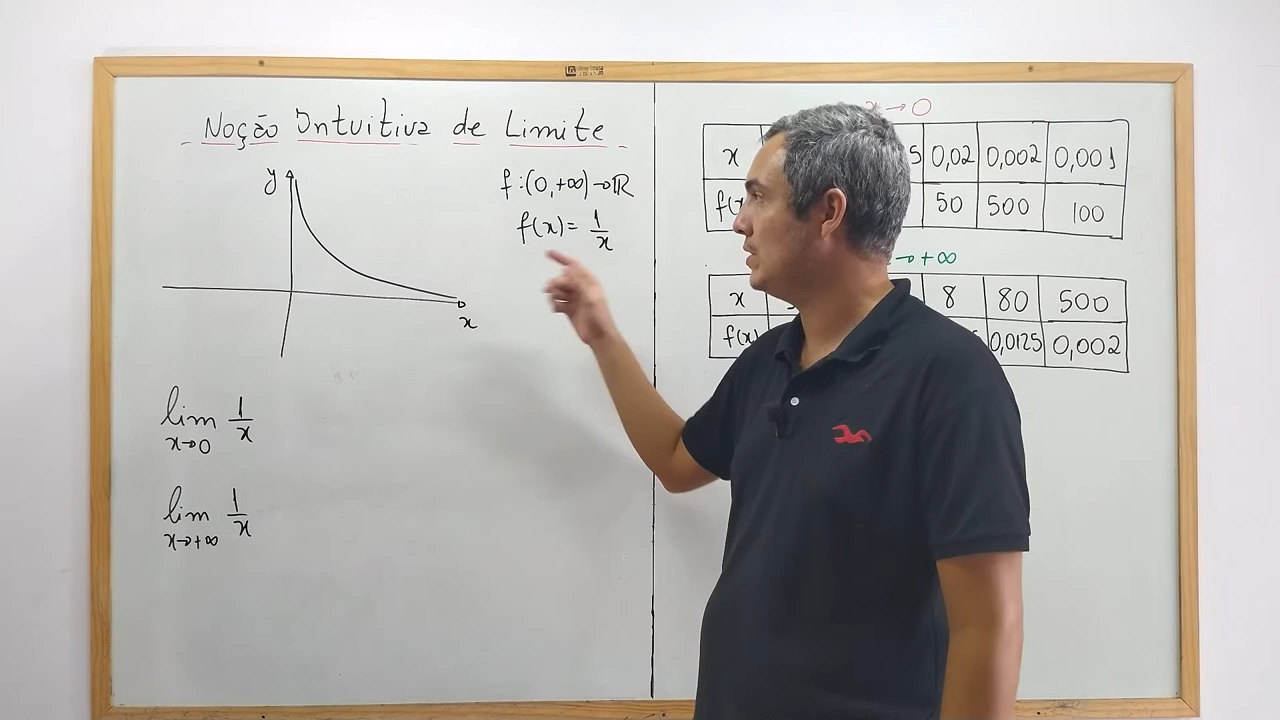 Noção Intuitiva de Limite
y
x
f:(0,+∞)→ℝ
f(x)= 1/x
lim x→0 1/x
lim x→+∞ 1/x
x→0
x 5 0,02 0,002 0,001
f(x 50 500 100
→+∞
x 8 80 500
f(x) 0,0125 0,002